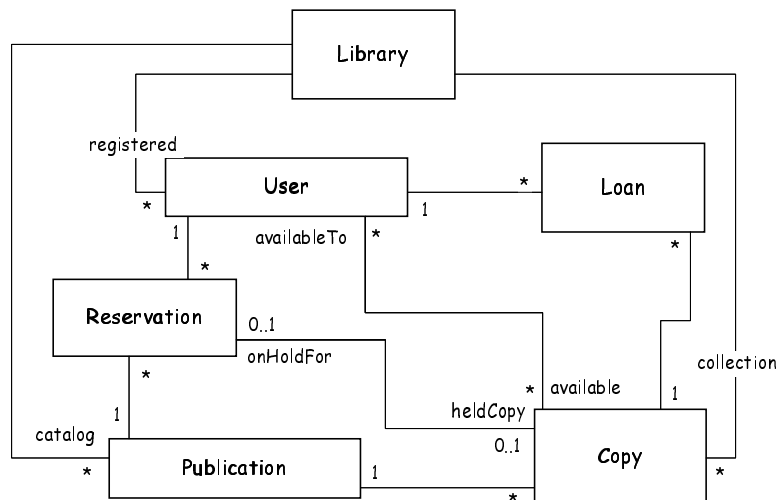 Library
registered
User
Loan
*
*
1
1
availableTo
*
*
*
Reservation
0..1
onHoldFor
*
collection
*
available
1
heldCopy
1
catalog
0..1
Copy
Publication
1
*
*
*